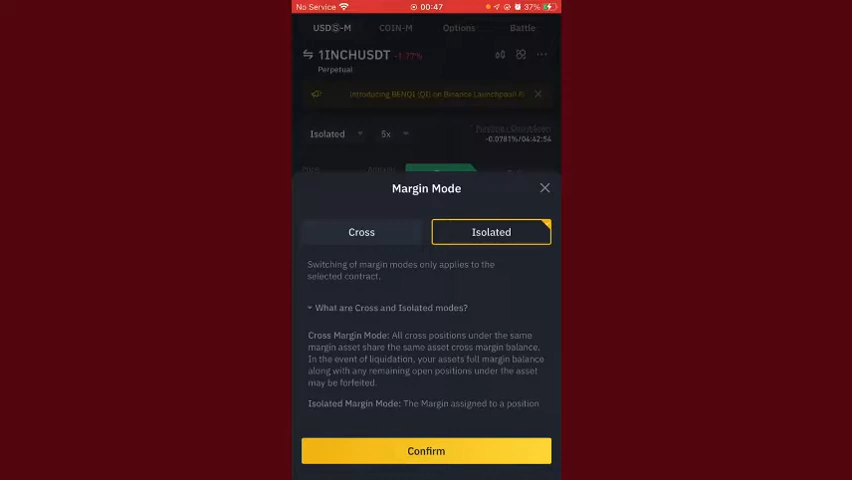 No Service 00:47 37%
USDⓈ-M COIN-M Options Battle
1INCHUSDT -1.77%
Perpetual
Introducing BENQI (QI) on Binance Launchpool!
Isolated 5x
-0.0781%/04:42:54
Margin Mode
Cross Isolated
Switching of margin modes only applies to the
selected contract.
What are Cross and Isolated modes?
Cross Margin Mode: All cross positions under the same
margin asset share the same asset cross margin balance.
In the event of liquidation, your assets full margin balance
along with any remaining open positions under the asset
may be forfeited.
Isolated Margin Mode: The Margin assigned to a position
Confirm